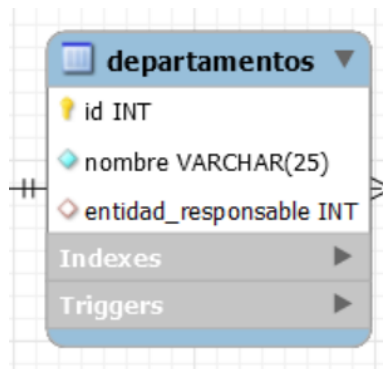 departamentos
id INT
nombre VARCHAR(25)
entidad_responsable INT
Indexes
Triggers